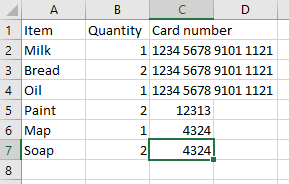 A B C D
1 Item Quantity Card number
2 Milk 1 1234 5678 9101 1121
3 Bread 2 1234 5678 9101 1121
4 Oil 1 1234 5678 9101 1121
5 Paint 2 12313
6 Map 1 4324
7 Soap 2 4324
8